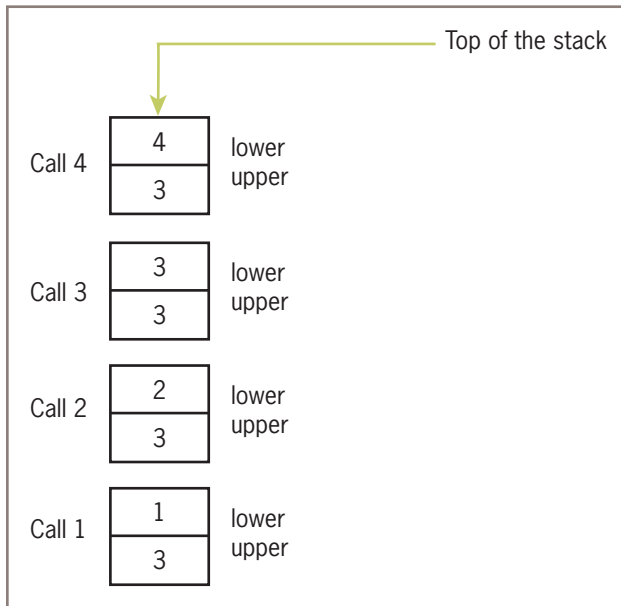 Top of the stack
Call 4
4
3
lower
upper
Call 3
3
3
lower
upper
Call 2
2
3
lower
upper
Call 1
1
3
lower
upper